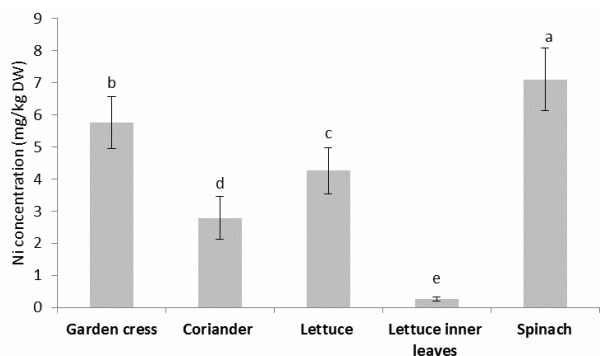 Ni concentration (mg/kg DW)
9
8
7
6
5
4
3
2
1
0
b
d
c
e
a
Garden cress
Coriander
Lettuce
Lettuce inner
leaves
Spinach